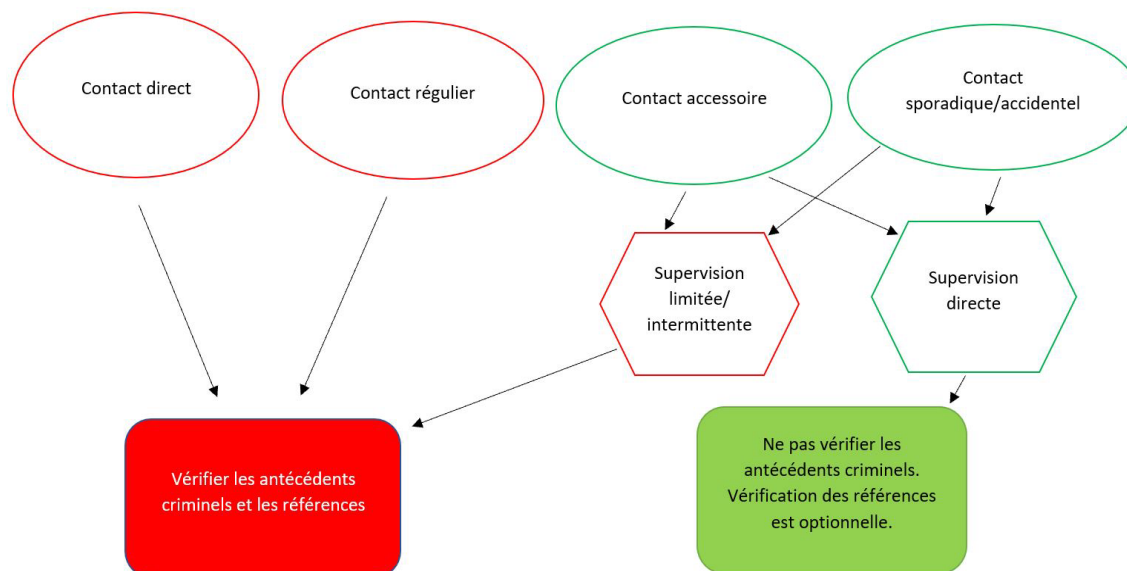 Contact direct
Contact régulier
Contact accessoire
Contact
sporadique/accidentel
Supervision
limitée/
intermittente
Supervision
directe
Vérifier les antécédents
criminels et les références
Ne pas vérifier les
antécédents criminels.
Vérification des références
est optionnelle.